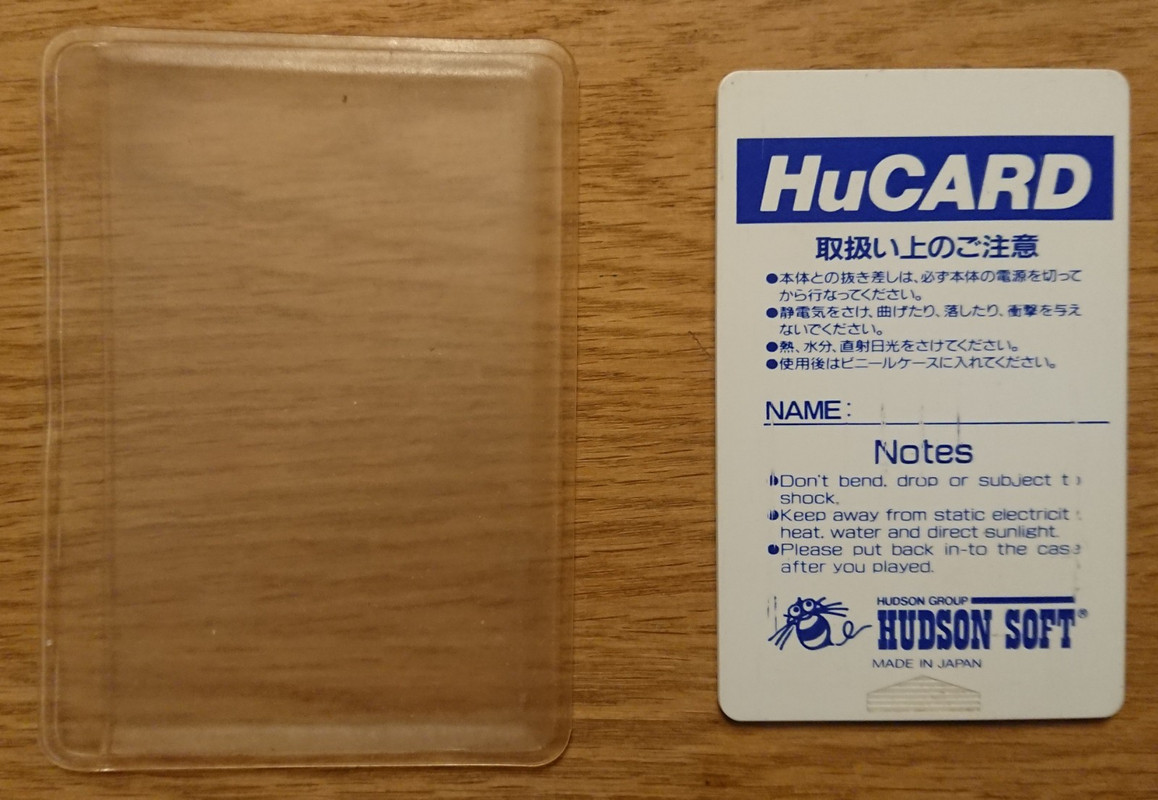 HuCARD
取扱い上のご注意
●本体との抜き差しは、必ず本体の電源を切って
から行なってください。
●静電気をさけ、曲げたり、落したり、衝撃を与え
ないでください。
●熱、水分、直射日光をさけてください。
●使用後はビニールケースに入れてください。
NAME:
Notes
●Don't bend, drop or subject to
shock.
●Keep away from static electricity,
heat, water and direct sunlight.
●Please put back in-to the case
after you played.
HUDSON GROUP
HUDSON SOFT®
MADE IN JAPAN